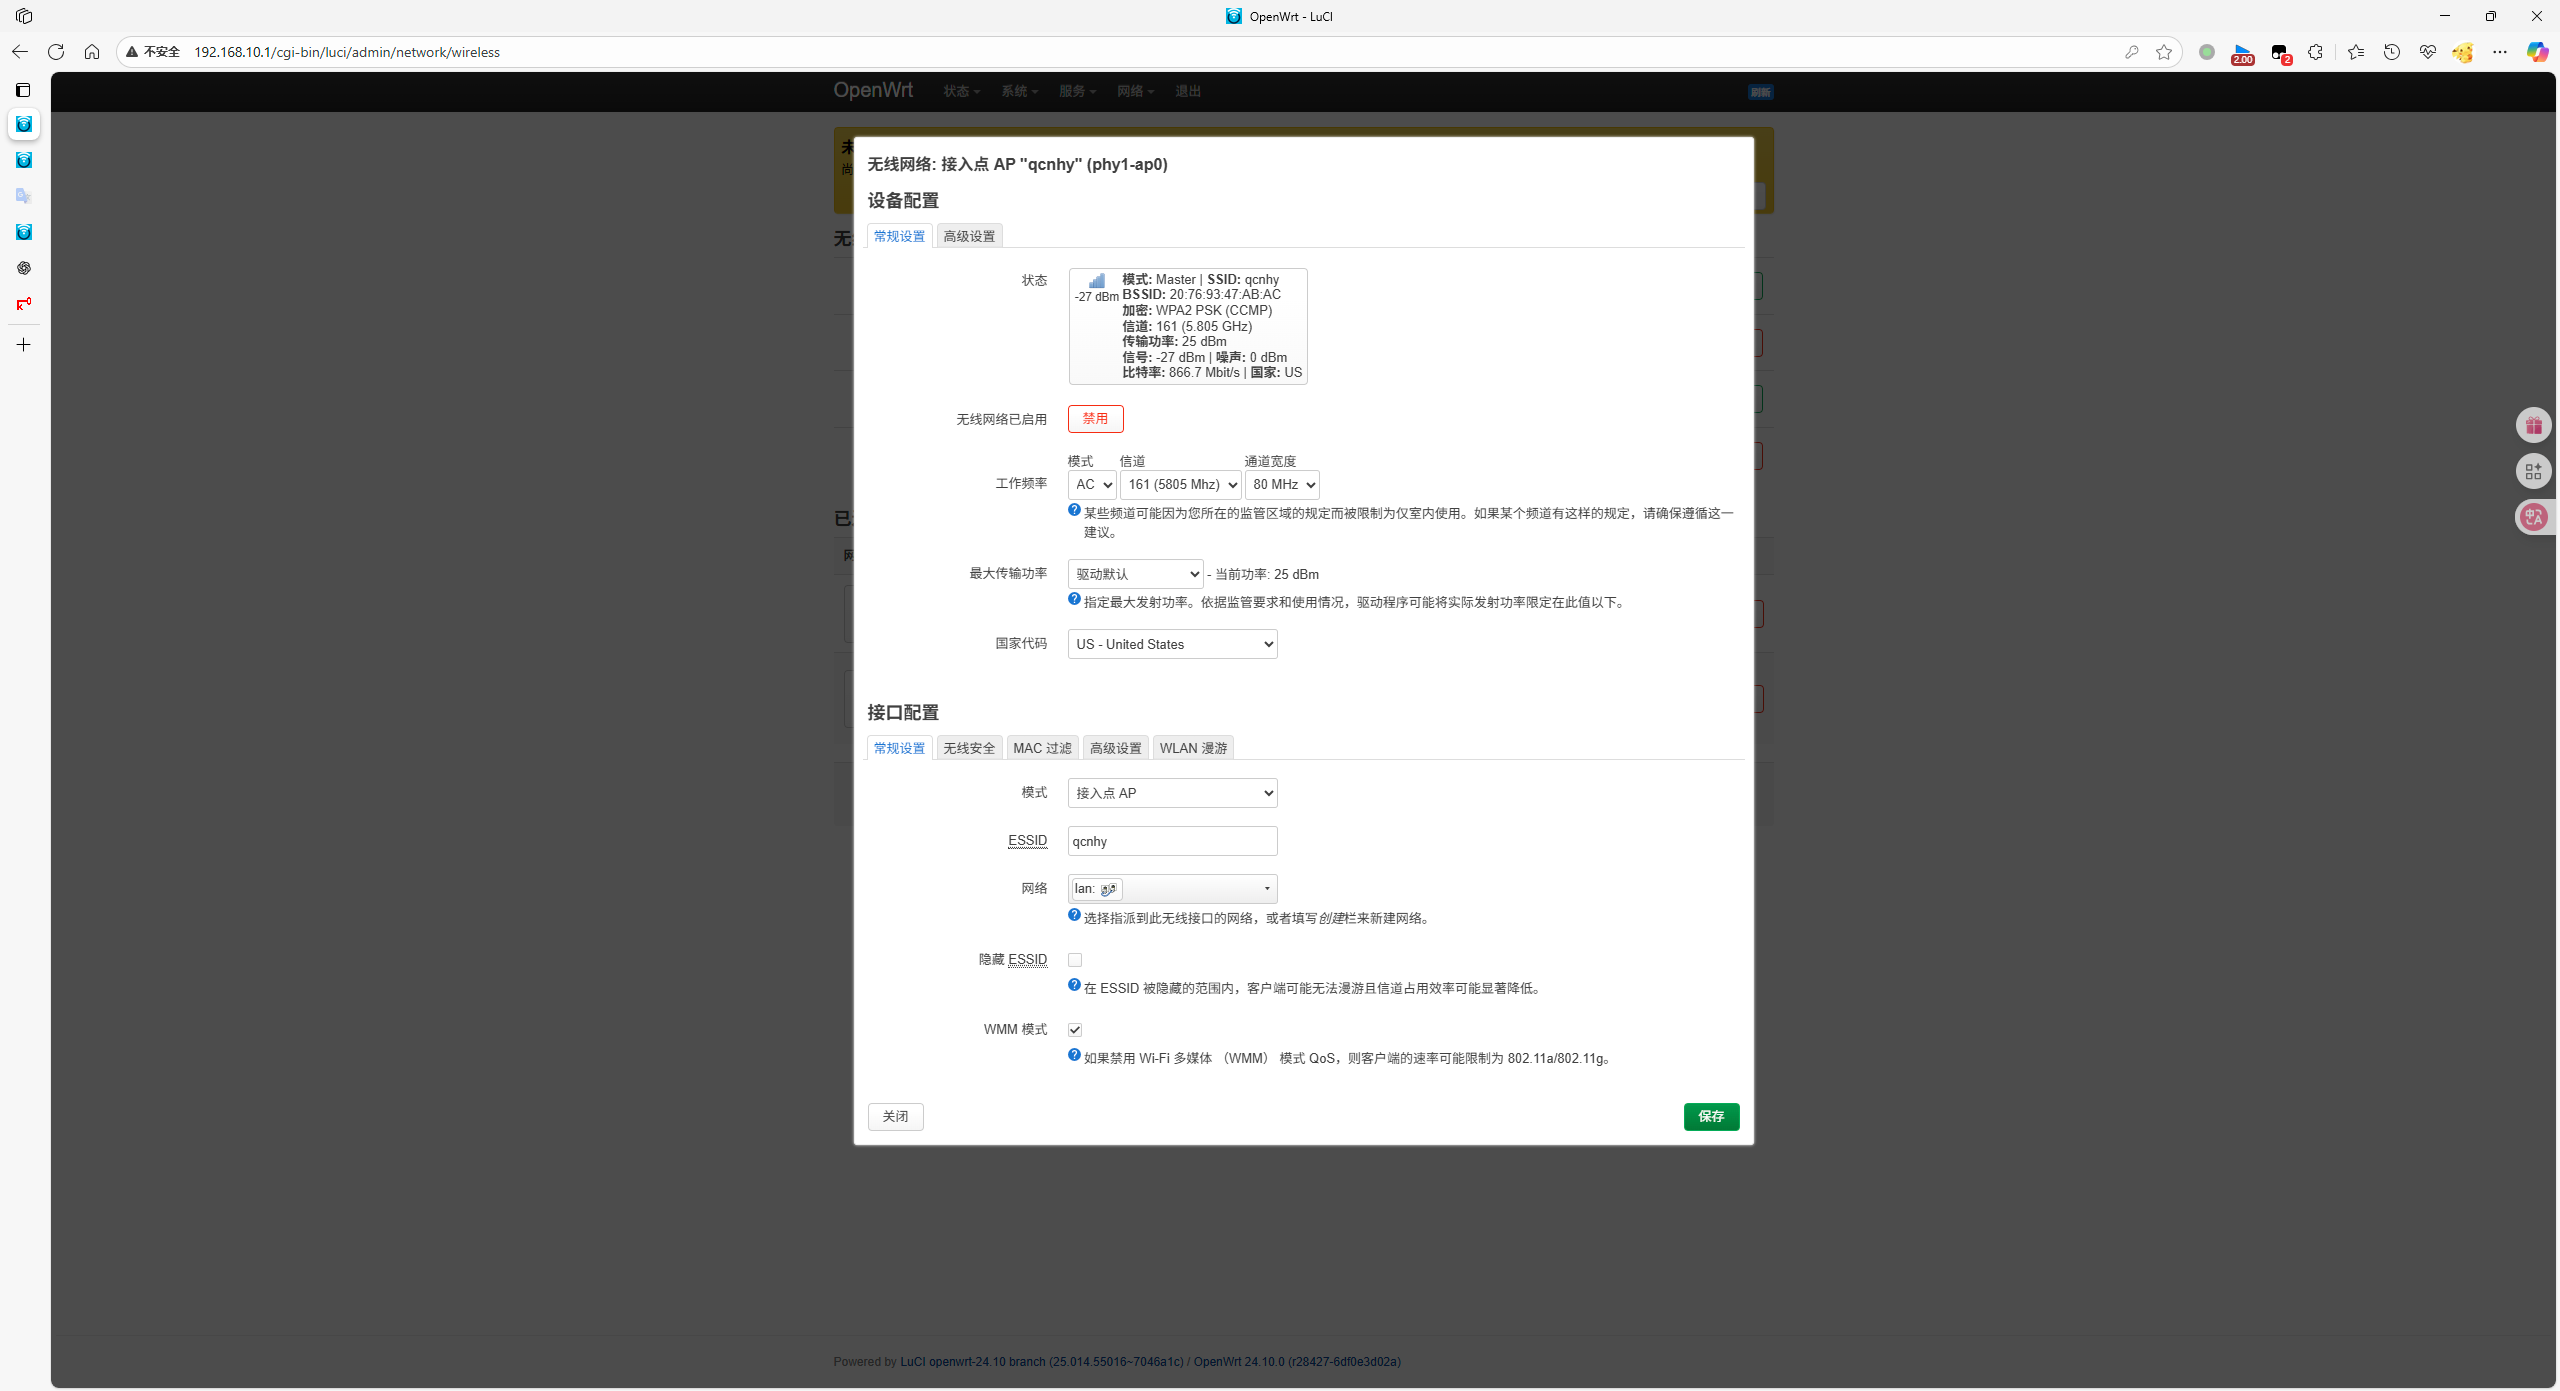 OpenWrt - LuCI
不安全
192.168.10.1/cgi-bin/luci/admin/network/wireless
2.00
2
OpenWrt
状态
系统
服务
网络
退出
刷新
无线网络: 接入点 AP "qcnhy" (phy1-ap0)
设备配置
常规设置
高级设置
状态
-27 dBm
模式: Master | SSID: qcnhy
BSSID: 20:76:93:47:AB:AC
加密: WPA2 PSK (CCMP)
信道: 161 (5.805 GHz)
传输功率: 25 dBm
信号: -27 dBm | 噪声: 0 dBm
比特率: 866.7 Mbit/s | 国家: US
无线网络已启用
禁用
模式
信道
通道宽度
工作频率
AC
161 (5805 Mhz)
80 MHz
某些频道可能因为您所在的监管区域的规定而被限制为仅室内使用。如果某个频道有这样的规定，请确保遵循这一
建议。
最大传输功率
驱动默认
- 当前功率: 25 dBm
指定最大发射功率。依据监管要求和使用情况，驱动程序可能将实际发射功率限定在此值以下。
国家代码
US - United States
接口配置
常规设置
无线安全
MAC 过滤
高级设置
WLAN 漫游
模式
接入点 AP
ESSID
qcnhy
网络
lan:
选择指派到此无线接口的网络，或者填写创建栏来新建网络。
隐藏 ESSID
在 ESSID 被隐藏的范围内，客户端可能无法漫游且信道占用效率可能显著降低。
WMM 模式
如果禁用 Wi-Fi 多媒体 （WMM） 模式 QoS，则客户端的速率可能限制为 802.11a/802.11g。
关闭
保存
Powered by LuCI openwrt-24.10 branch (25.014.55016~7046a1c) / OpenWrt 24.10.0 (r28427-6df0e3d02a)